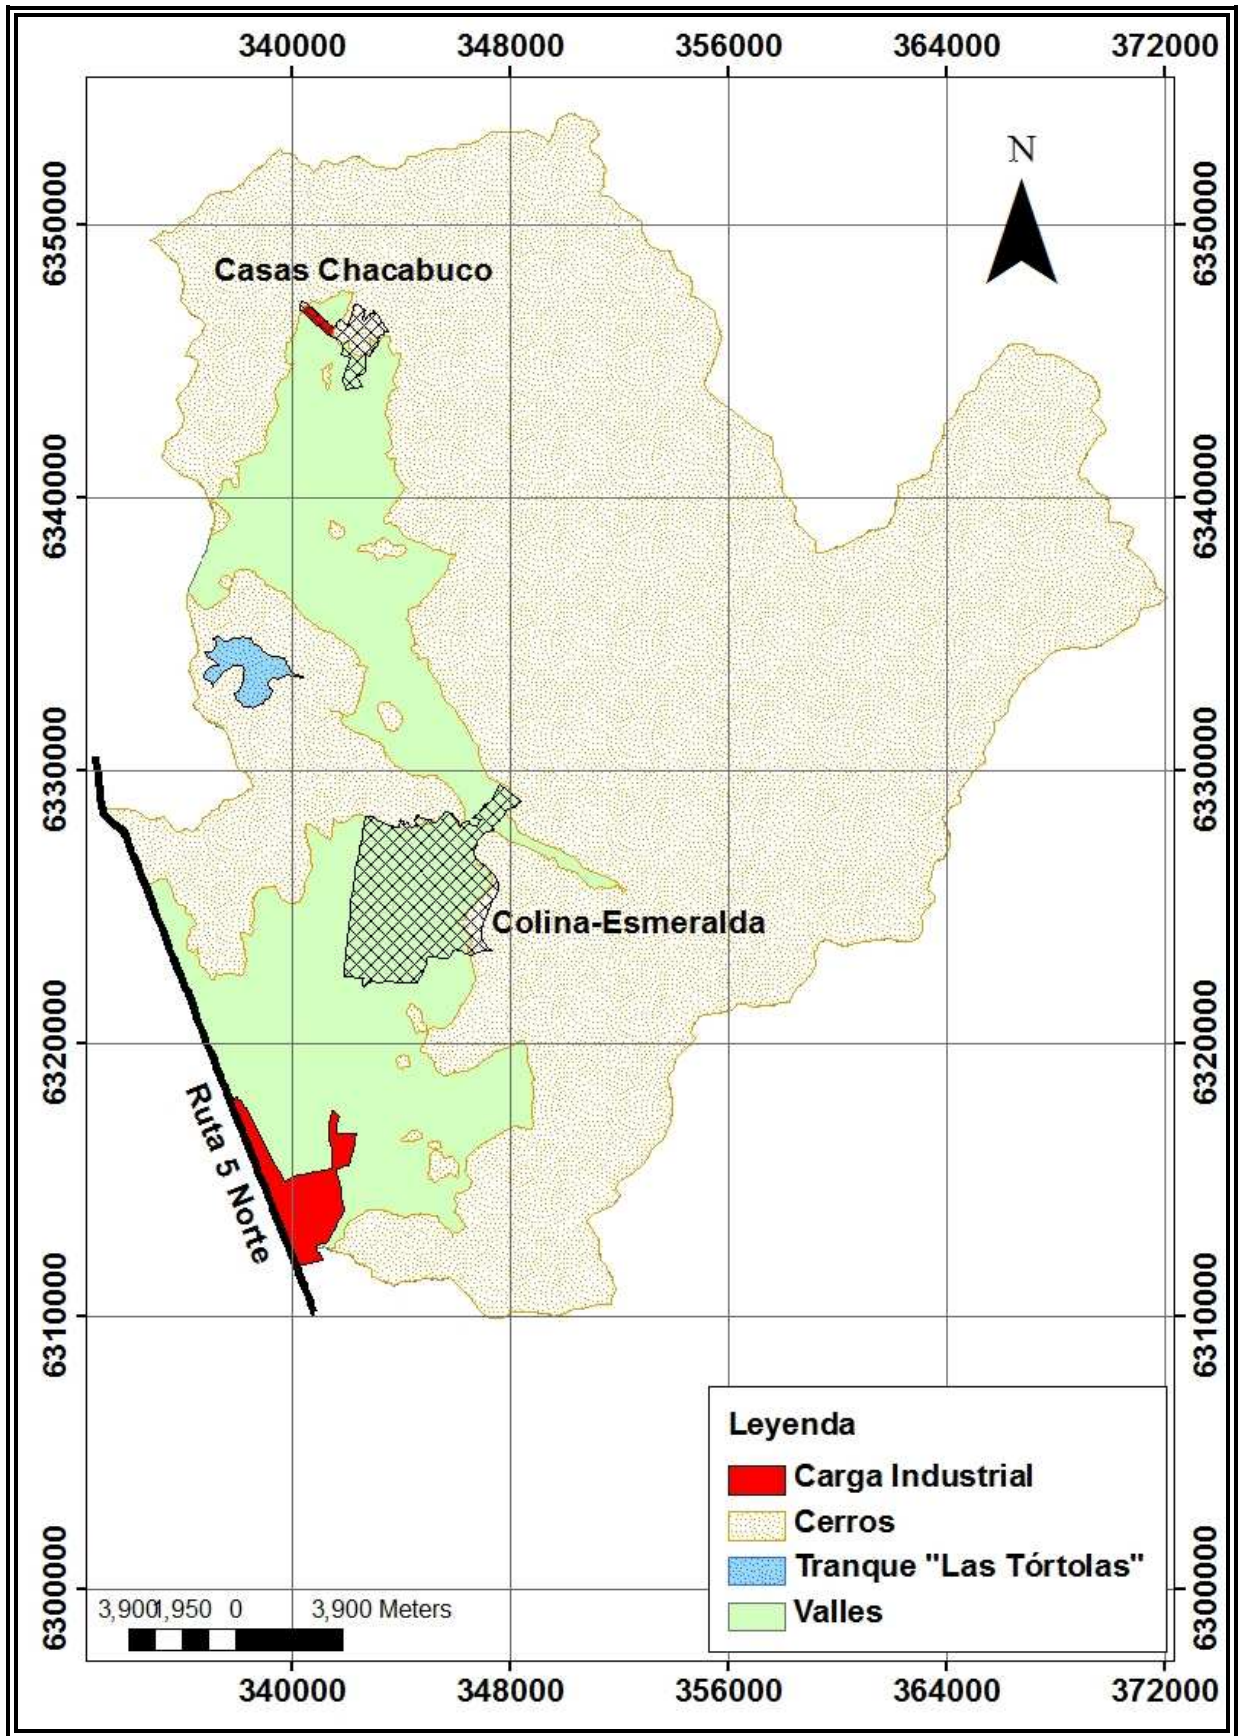 340000 348000 356000 364000 372000
N
6350000 6350000
Casas Chacabuco
6340000 6340000
6330000 6330000
Colina-Esmeralda
6320000 6320000
Ruta 5 Norte
6310000 6310000
Leyenda
Carga Industrial
Cerros
Tranque "Las Tórtolas"
Valles
6300000 6300000
3,900 1,950 0 3,900 Meters
340000 348000 356000 364000 372000